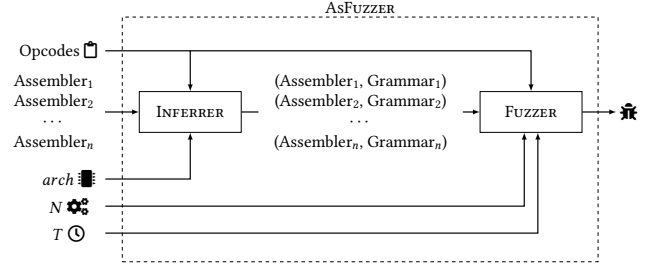 AsFuzzer
Opcodes
Assembler₁
Assembler₂
...
Assemblerₙ
Inferrer
(Assembler₁, Grammar₁)
(Assembler₂, Grammar₂)
...
(Assemblerₙ, Grammarₙ)
Fuzzer
arch
N
T